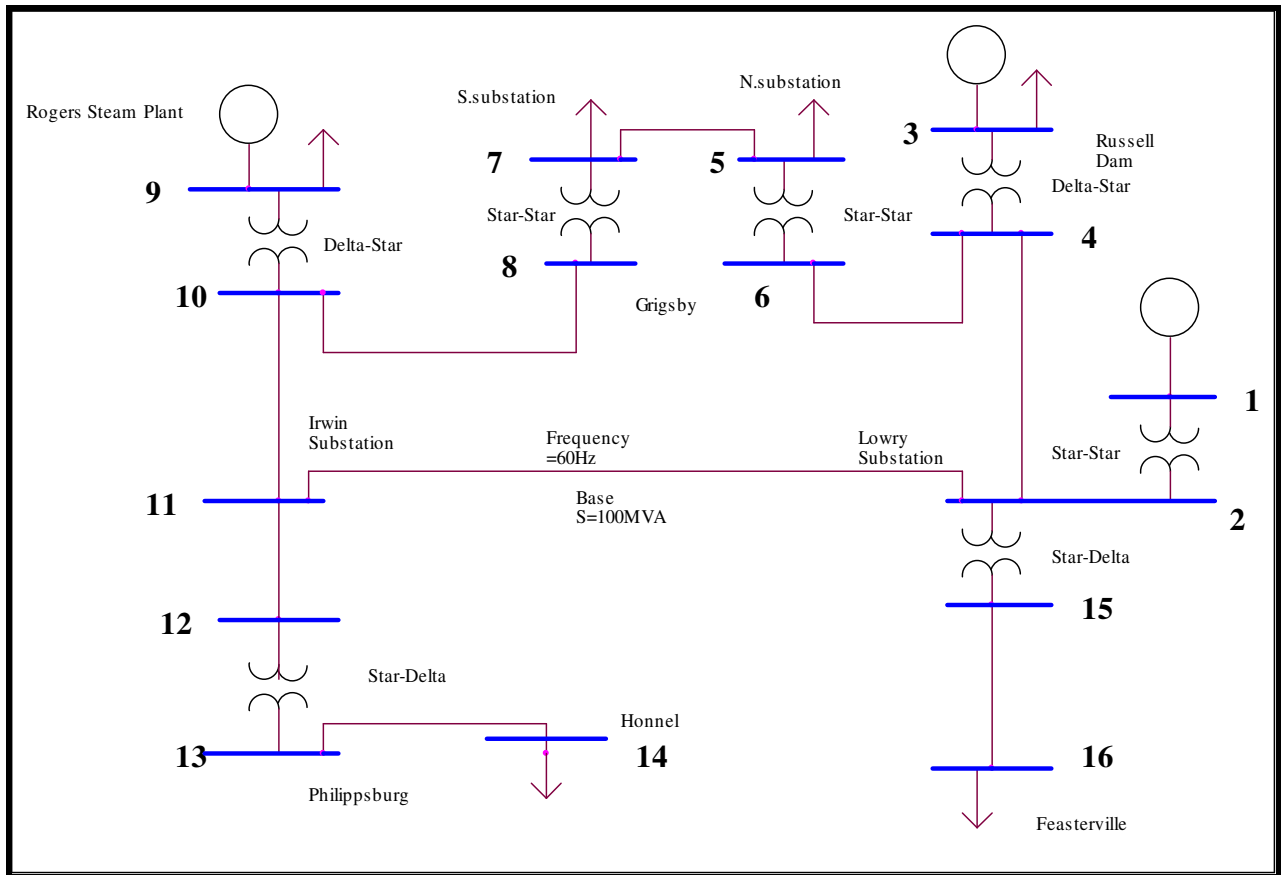 Rogers Steam Plant
S.substation
N.substation
3
Russell
Dam
7
5
9
Delta-Star
Star-Star
Star-Star
4
Delta-Star
8
6
10
Grigsby
1
Irwin
Substation
Frequency
=60Hz
Lowry
Substation
Star-Star
11
Base
S=100MVA
2
Star-Delta
15
12
Star-Delta
Honnel
13
14
16
Philippsburg
Feasterville